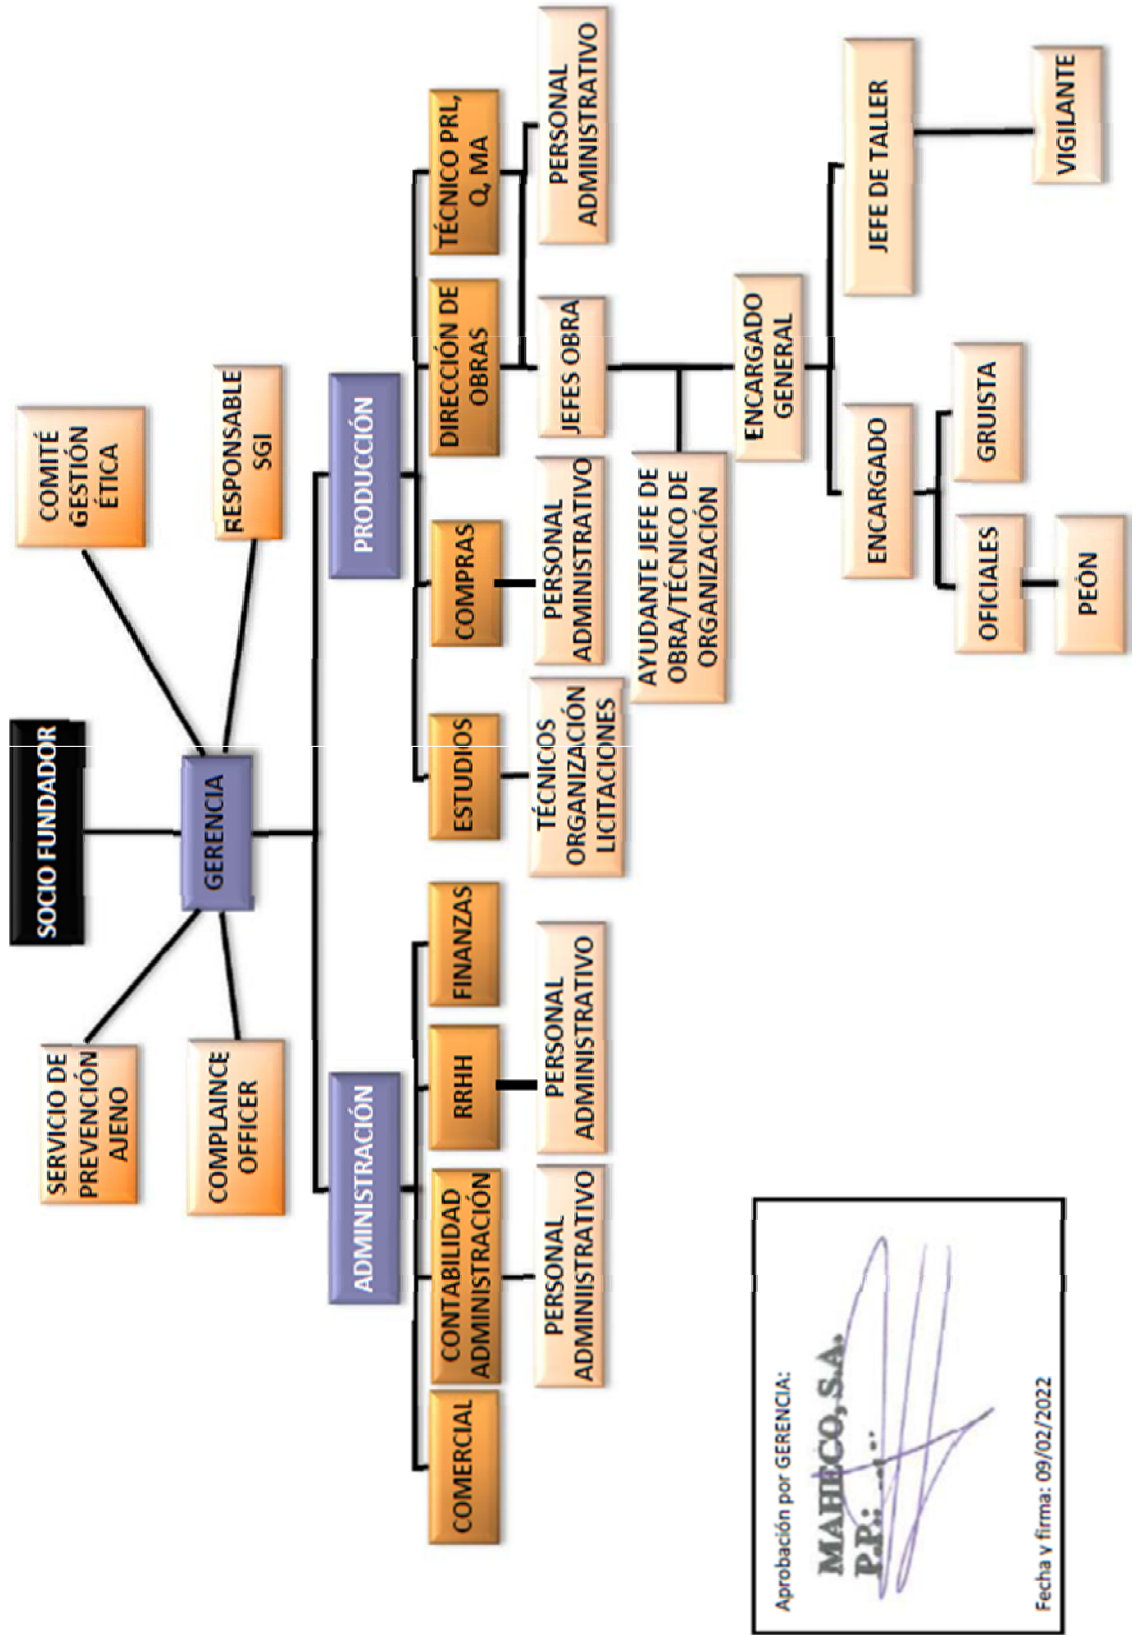 SOCIO FUNDADOR
SERVICIO DE
PREVENCIÓN
AJENO
COMITÉ
GESTIÓN
ÉTICA
GERENCIA
COMPLAINCE
OFFICER
RESPONSABLE
SGI
ADMINISTRACIÓN
PRODUCCIÓN
COMERCIAL
CONTABILIDAD
ADMINISTRACIÓN
RRHH
FINANZAS
ESTUDIOS
COMPRAS
DIRECCIÓN DE
OBRAS
TÉCNICO PRL,
Q, MA
PERSONAL
ADMINIISTRATIVO
PERSONAL
ADMINISTRATIVO
TÉCNICOS
ORGANIZACIÓN
LICITACIONES
PERSONAL
ADMINISTRATIVO
JEFES OBRA
PERSONAL
ADMINISTRATIVO
AYUDANTE JEFE DE
OBRA/TÉCNICO DE
ORGANIZACIÓN
ENCARGADO
GENERAL
ENCARGADO
JEFE DE TALLER
OFICIALES
GRUISTA
VIGILANTE
PEÓN
Aprobación por GERENCIA:
MAHECO, S.A.
P.P.:
Fecha y firma: 09/02/2022